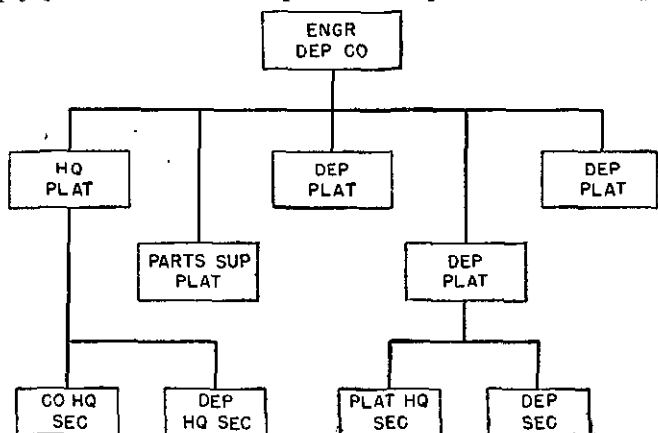 ENGR
DEP CO
HQ
PLAT
DEP
PLAT
DEP
PLAT
PARTS SUP
PLAT
DEP
PLAT
CO HQ
SEC
DEP
HQ SEC
PLAT HQ
SEC
DEP
SEC